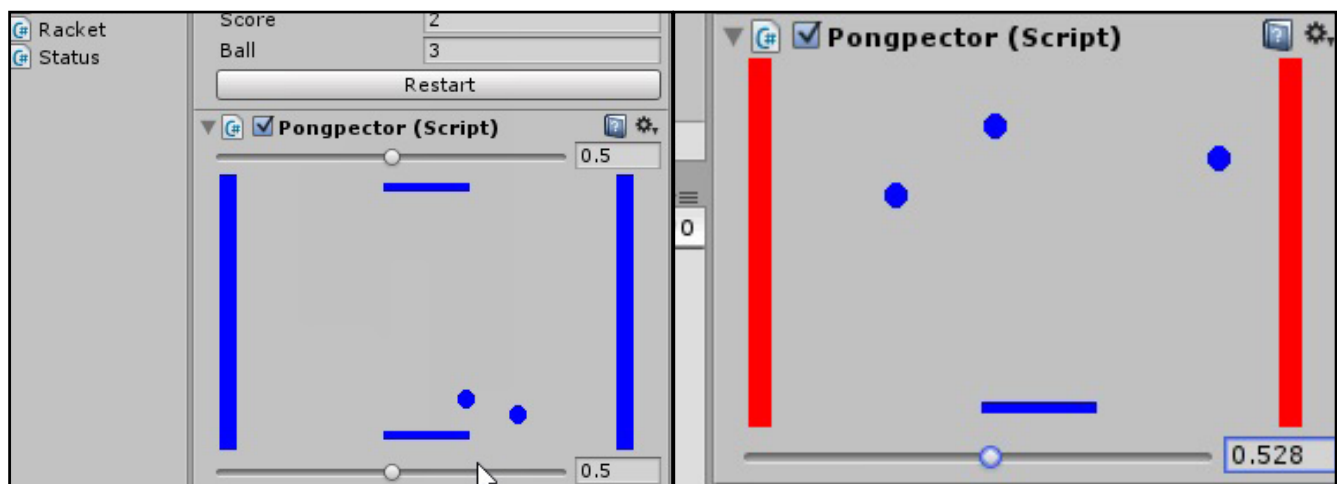 Racket
Status
Score 2
Ball 3
Restart
Pongpector (Script)
0.5
0.5
0
Pongpector (Script)
0.528